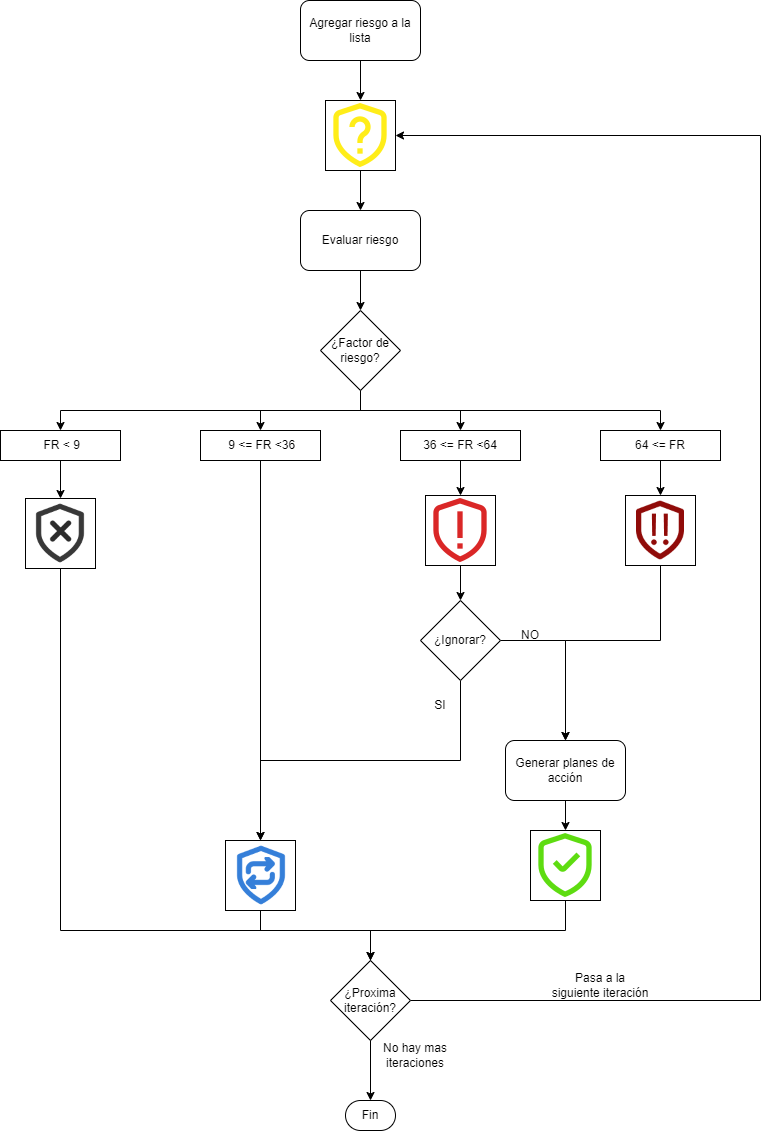 Agregar riesgo a la
lista
Evaluar riesgo
¿Factor de
riesgo?
FR < 9
9 <= FR <36
36 <= FR <64
64 <= FR
¿Ignorar?
NO
SI
Generar planes de
acción
¿Proxima
iteración?
Pasa a la
siguiente iteración
No hay mas
iteraciones
Fin